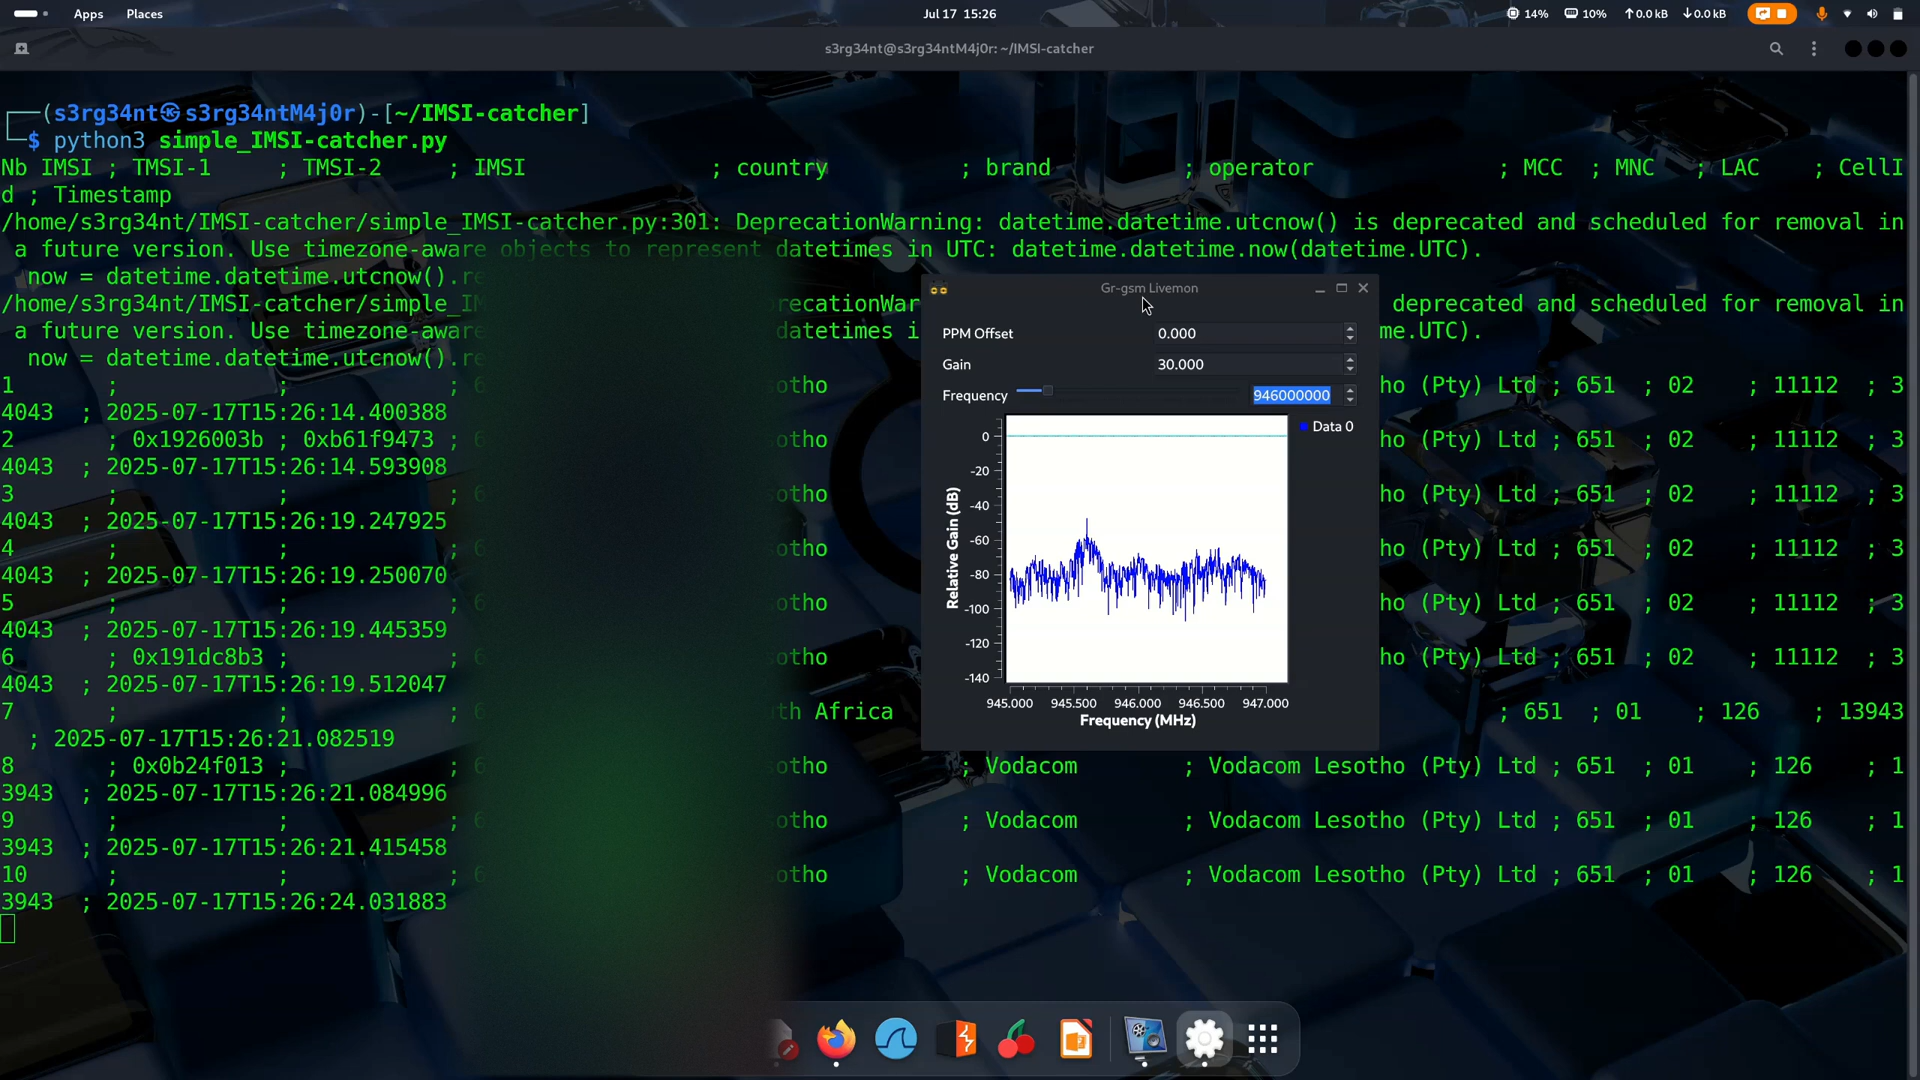 Apps Places Jul 17 15:26 14% 10% ↑0.0 kB ↓0.0 kB
s3rg34nt@s3rg34ntM4j0r: ~/IMSI-catcher
┌──(s3rg34nt㉿s3rg34ntM4j0r)-[~/IMSI-catcher]
└─$ python3 simple_IMSI-catcher.py
Nb IMSI ; TMSI-1 ; TMSI-2 ; IMSI ; country ; brand ; operator ; MCC ; MNC ; LAC ; CellI
d ; Timestamp
/home/s3rg34nt/IMSI-catcher/simple_IMSI-catcher.py:301: DeprecationWarning: datetime.datetime.utcnow() is deprecated and scheduled for removal in
a future version. Use timezone-aware objects to represent datetimes in UTC: datetime.datetime.now(datetime.UTC).
now = datetime.datetime.utcnow().re
/home/s3rg34nt/IMSI-catcher/simple_IM recationWar deprecated and scheduled for removal in
a future version. Use timezone-aware datetimes i me.UTC).
now = datetime.datetime.utcnow().re
1 ; ; ; 6 otho ho (Pty) Ltd ; 651 ; 02 ; 11112 ; 3
4043 ; 2025-07-17T15:26:14.400388
2 ; 0x1926003b ; 0xb61f9473 ; 6 otho ho (Pty) Ltd ; 651 ; 02 ; 11112 ; 3
4043 ; 2025-07-17T15:26:14.593908
3 ; ; ; 6 otho ho (Pty) Ltd ; 651 ; 02 ; 11112 ; 3
4043 ; 2025-07-17T15:26:19.247925
4 ; ; ; 6 otho ho (Pty) Ltd ; 651 ; 02 ; 11112 ; 3
4043 ; 2025-07-17T15:26:19.250070
5 ; ; ; 6 otho ho (Pty) Ltd ; 651 ; 02 ; 11112 ; 3
4043 ; 2025-07-17T15:26:19.445359
6 ; 0x191dc8b3 ; ; 6 otho ho (Pty) Ltd ; 651 ; 02 ; 11112 ; 3
4043 ; 2025-07-17T15:26:19.512047
7 ; ; ; 6 th Africa ; 651 ; 01 ; 126 ; 13943
; 2025-07-17T15:26:21.082519
8 ; 0x0b24f013 ; ; 6 otho ; Vodacom ; Vodacom Lesotho (Pty) Ltd ; 651 ; 01 ; 126 ; 1
3943 ; 2025-07-17T15:26:21.084996
9 ; ; ; 6 otho ; Vodacom ; Vodacom Lesotho (Pty) Ltd ; 651 ; 01 ; 126 ; 1
3943 ; 2025-07-17T15:26:21.415458
10 ; ; ; 6 otho ; Vodacom ; Vodacom Lesotho (Pty) Ltd ; 651 ; 01 ; 126 ; 1
3943 ; 2025-07-17T15:26:24.031883
Gr-gsm Livemon
PPM Offset 0.000
Gain 30.000
Frequency 946000000
Data 0
Relative Gain (dB)
0
-20
-40
-60
-80
-100
-120
-140
945.000 945.500 946.000 946.500 947.000
Frequency (MHz)